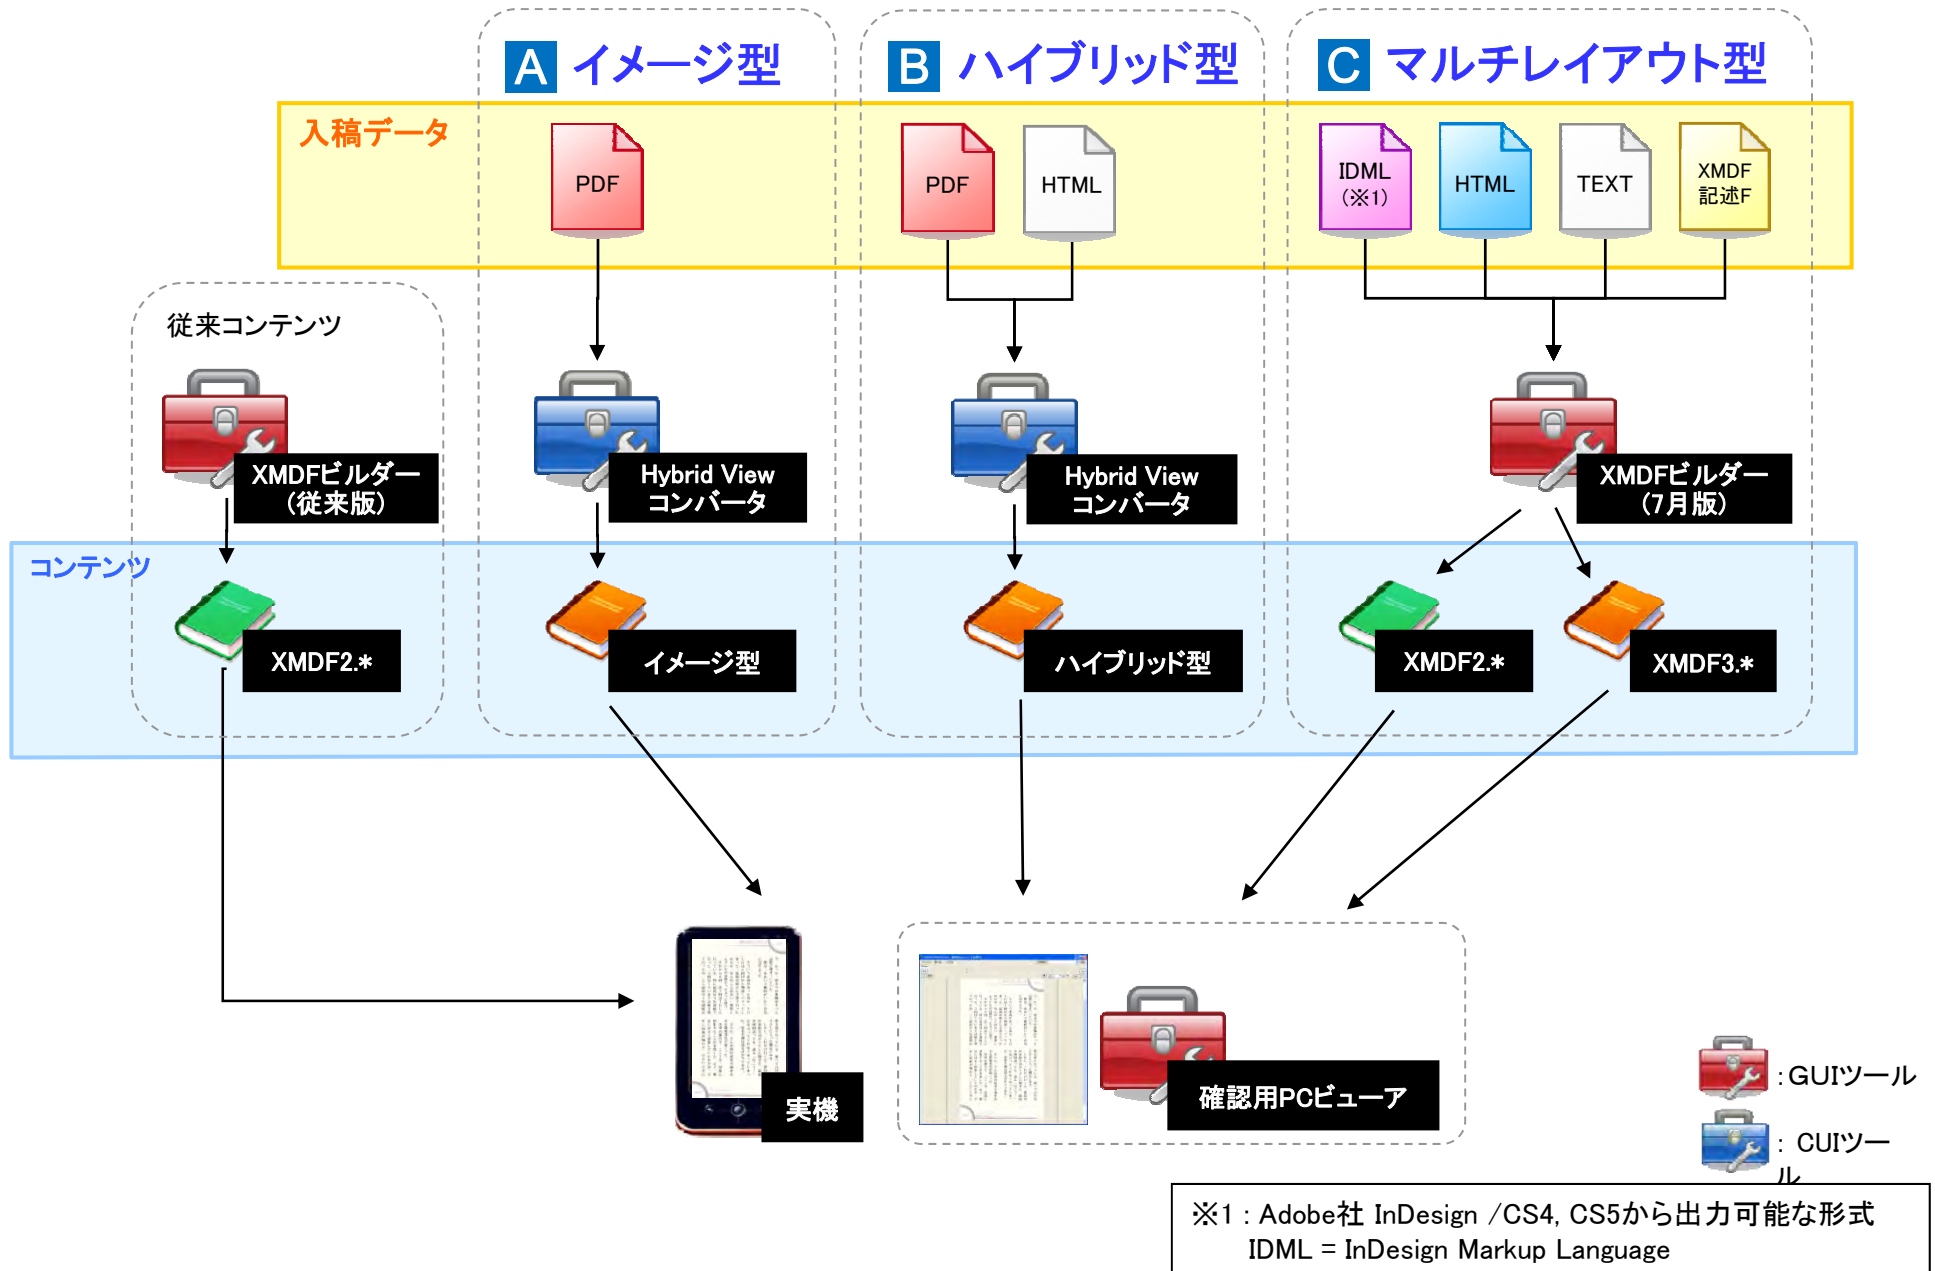 A イメージ型
B ハイブリッド型
C マルチレイアウト型
入稿データ
PDF
PDF
HTML
IDML
(※1)
HTML
TEXT
XMDF
記述F
従来コンテンツ
XMDFビルダー
(従来版)
Hybrid View
コンバータ
Hybrid View
コンバータ
XMDFビルダー
(7月版)
コンテンツ
XMDF2.*
イメージ型
ハイブリッド型
XMDF2.*
XMDF3.*
実機
確認用PCビューア
：GUIツール
： CUIツー
ル
※1：Adobe社 InDesign /CS4, CS5から出力可能な形式
IDML = InDesign Markup Language